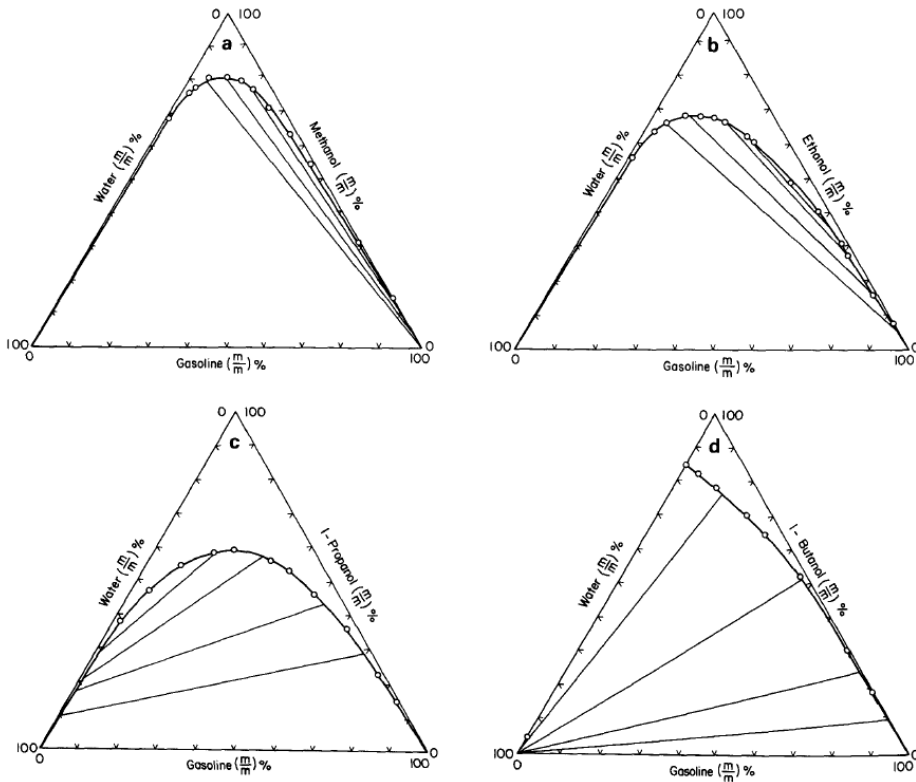 0 100
a
Water (m/m) %
Methanol (m/m) %
100
0
0
100
Gasoline (m/m) %
0 100
b
Water (m/m) %
Ethanol (m/m) %
100
0
0
100
Gasoline (m/m) %
0 100
c
Water (m/m) %
1-Propanol (m/m) %
100
0
0
100
Gasoline (m/m) %
0 100
d
Water (m/m) %
1-Butanol (m/m) %
100
0
0
100
Gasoline (m/m) %